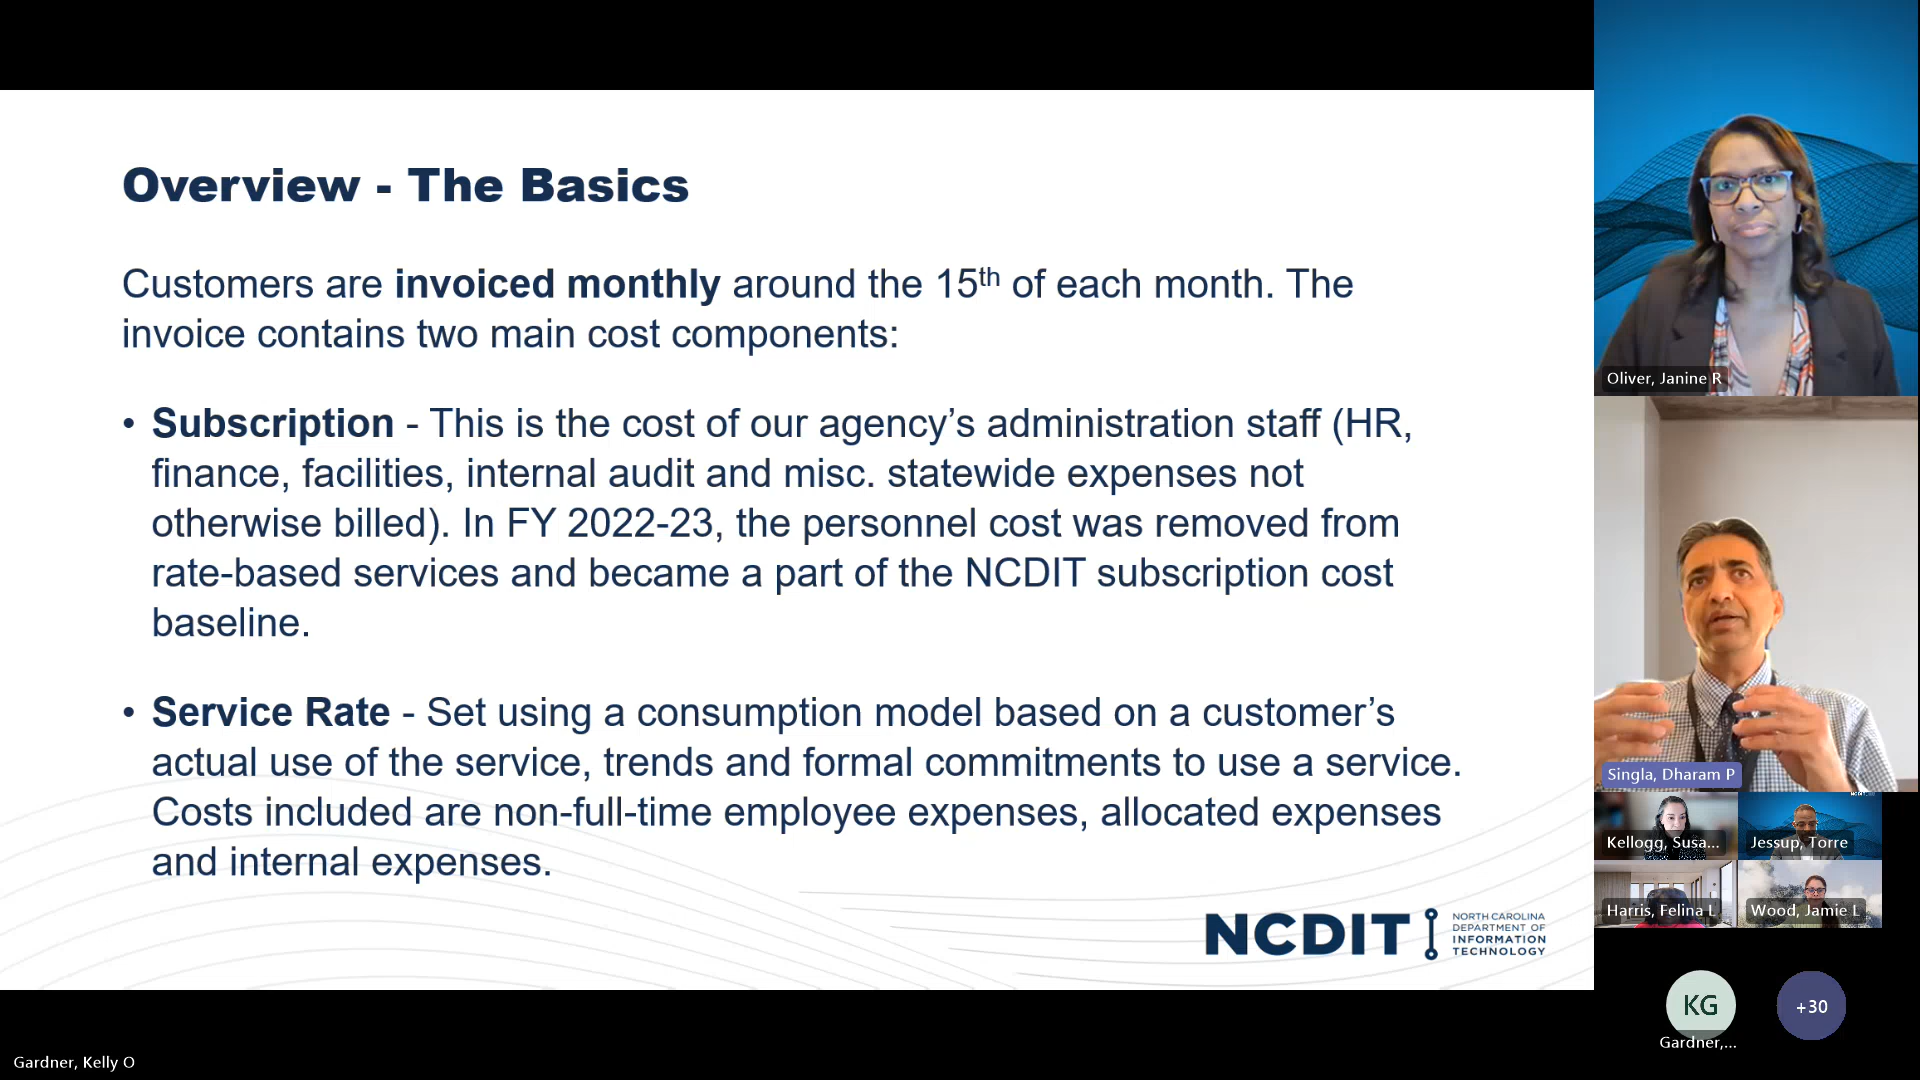 Overview - The Basics
Customers are invoiced monthly around the 15th of each month. The
invoice contains two main cost components:
• Subscription - This is the cost of our agency’s administration staff (HR,
finance, facilities, internal audit and misc. statewide expenses not
otherwise billed). In FY 2022-23, the personnel cost was removed from
rate-based services and became a part of the NCDIT subscription cost
baseline.
• Service Rate - Set using a consumption model based on a customer’s
actual use of the service, trends and formal commitments to use a service.
Costs included are non-full-time employee expenses, allocated expenses
and internal expenses.
NCDIT
NORTH CAROLINA
DEPARTMENT OF
INFORMATION
TECHNOLOGY
Gardner, Kelly O
Oliver, Janine R
Singla, Dharam P
NCDIT
Kellogg, Susa...
Jessup, Torre
Harris, Felina L
Wood, Jamie L
KG
Gardner,...
+30